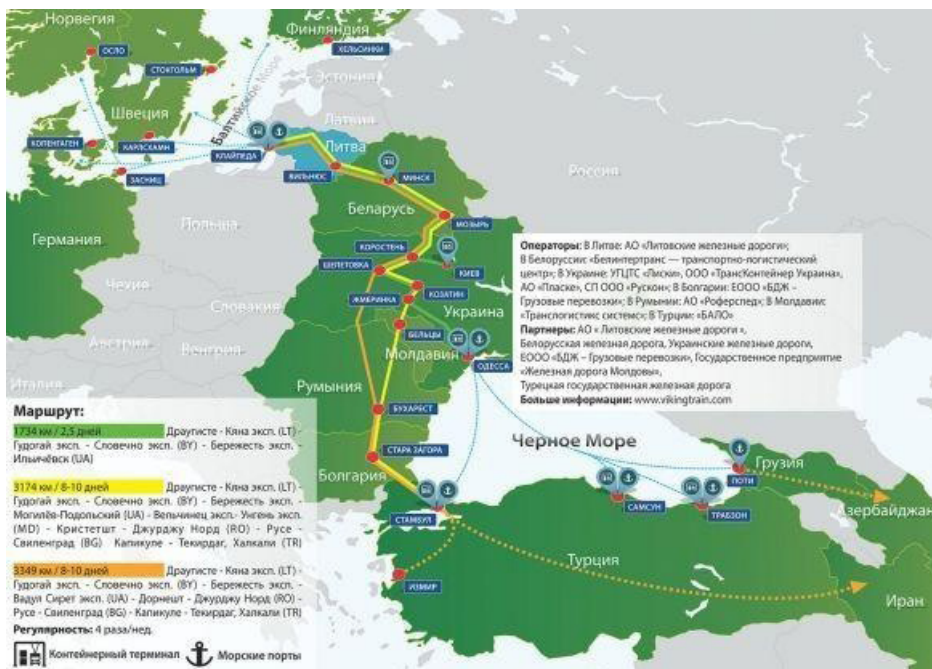 Норвегия
Финляндия
ОСЛО
ХЕЛЬСИНКИ
СТОКГОЛЬМ
Эстония
Швеция
Балтийское Море
Латвия
КОПЕНГАГЕН
КАРЛСХАМН
КЛАЙПЕДА
Литва
ЗАСНИЦ
ВИЛЬНЮС
МИНСК
Россия
Беларусь
Польша
МОЗЫРЬ
Германия
КОРОСТЕНЬ
КИЕВ
ШЕПЕТОВКА
Чехия
КОЗАТИН
Словакия
ЖМЕРИНКА
Украина
БЕЛЬЦЫ
Австрия
Венгрия
Молдавия
ОДЕССА
Италия
Румыния
БУХАРЕСТ
Черное Море
СТАРА ЗАГОРА
Болгария
Грузия
ПОТИ
СТАМБУЛ
САМСУН
ТРАБЗОН
Азербайджан
Турция
ИЗМИР
Иран
Операторы: В Литве: АО «Литовские железные дороги»;
В Белоруссии: «Белинтертранс — транспортно-логистический
центр»; В Украине: УГЦТС «Лиски», ООО «ТрансКонтейнер Украина»,
АО «Пласке», СП ООО «Рускон»; В Болгарии: ЕООО «БДЖ –
Грузовые перевозки»; В Румынии: АО «Роферспед»; В Молдавии:
«Транслогистикс системс»; В Турции: «БАЛО»
Партнеры: АО « Литовские железные дороги »,
Белорусская железная дорога, Украинские железные дороги,
ЕООО «БДЖ – Грузовые перевозки», Государственное предприятие
«Железная дорога Молдовы»,
Турецкая государственная железная дорога
Больше информации: www.vikingtrain.com
Маршрут:
1734 км / 2,5 дней Драугисте - Кяна эксп. (LT) -
Гудогай эксп. - Словечно эксп. (BY) - Бережесть эксп. -
Ильичёвск (UA)
3174 км / 8-10 дней Драугисте - Кяна эксп. (LT) -
Гудогай эксп. - Словечно эксп. (BY) - Бережесть эксп. -
Могилёв-Подольский (UA) - Вельчинец эксп.- Унгень эксп.
(MD) - Кристешт - Джурджу Норд (RO) - Русе -
Свиленград (BG) Капикуле - Текирдаг, Халкали (TR)
3349 км / 8-10 дней Драугисте - Кяна эксп. (LT) -
Гудогай эксп. - Словечно эксп. (BY) - Бережесть эксп. -
Вадул Сирет эксп. (UA) - Дорнешт - Джурджу Норд (RO) -
Русе - Свиленград (BG) - Капикуле - Текирдаг, Халкали (TR)
Регулярность: 4 раза/нед.
Контейнерный терминал Морские порты